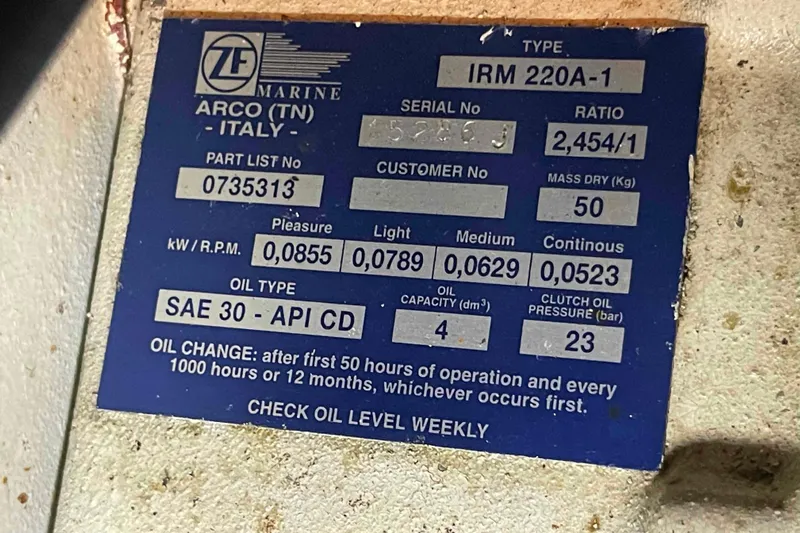 ZF
MARINE
ARCO (TN)
- ITALY -
TYPE
IRM 220A-1
SERIAL No
RATIO
2,454/1
PART LIST No
0735313
CUSTOMER No
MASS DRY (Kg)
50
kW / R.P.M.
Pleasure Light Medium Continous
0,0855 0,0789 0,0629 0,0523
OIL TYPE
SAE 30 - API CD
OIL
CAPACITY (dm³)
4
CLUTCH OIL
PRESSURE (bar)
23
OIL CHANGE: after first 50 hours of operation and every
1000 hours or 12 months, whichever occurs first.
CHECK OIL LEVEL WEEKLY